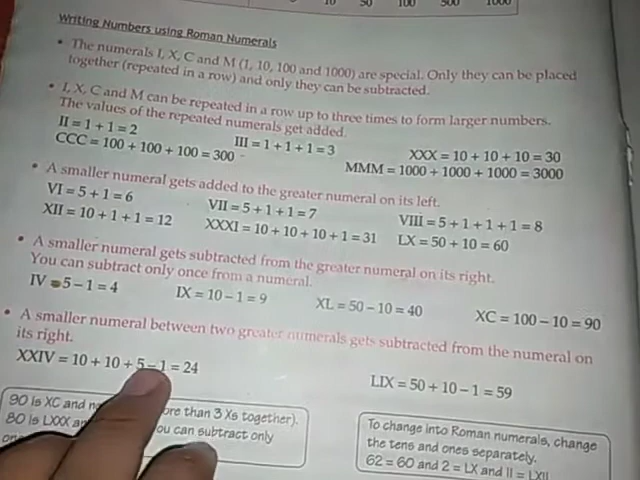 10 50 100 500 1000
Writing Numbers using Roman Numerals
• The numerals I, X, C and M (1, 10, 100 and 1000) are special. Only they can be placed
together (repeated in a row) and only they can be subtracted.
• I, X, C and M can be repeated in a row up to three times to form larger numbers.
The values of the repeated numerals get added.
II = 1 + 1 = 2 III = 1 + 1 + 1 = 3 XXX = 10 + 10 + 10 = 30
CCC = 100 + 100 + 100 = 300 MMM = 1000 + 1000 + 1000 = 3000
• A smaller numeral gets added to the greater numeral on its left.
VI = 5 + 1 = 6 VII = 5 + 1 + 1 = 7 VIII = 5 + 1 + 1 + 1 = 8
XII = 10 + 1 + 1 = 12 XXXI = 10 + 10 + 10 + 1 = 31 LX = 50 + 10 = 60
• A smaller numeral gets subtracted from the greater numeral on its right.
You can subtract only once from a numeral.
IV = 5 – 1 = 4 IX = 10 – 1 = 9 XL = 50 – 10 = 40 XC = 100 – 10 = 90
• A smaller numeral between two greater numerals gets subtracted from the numeral on
its right.
XXIV = 10 + 10 + 5 – 1 = 24 LIX = 50 + 10 – 1 = 59
90 is XC and more than 3 Xs together).
80 is LXXX you can subtract only
To change into Roman numerals, change
the tens and ones separately.
62 = 60 and 2 = LX and II = LXII